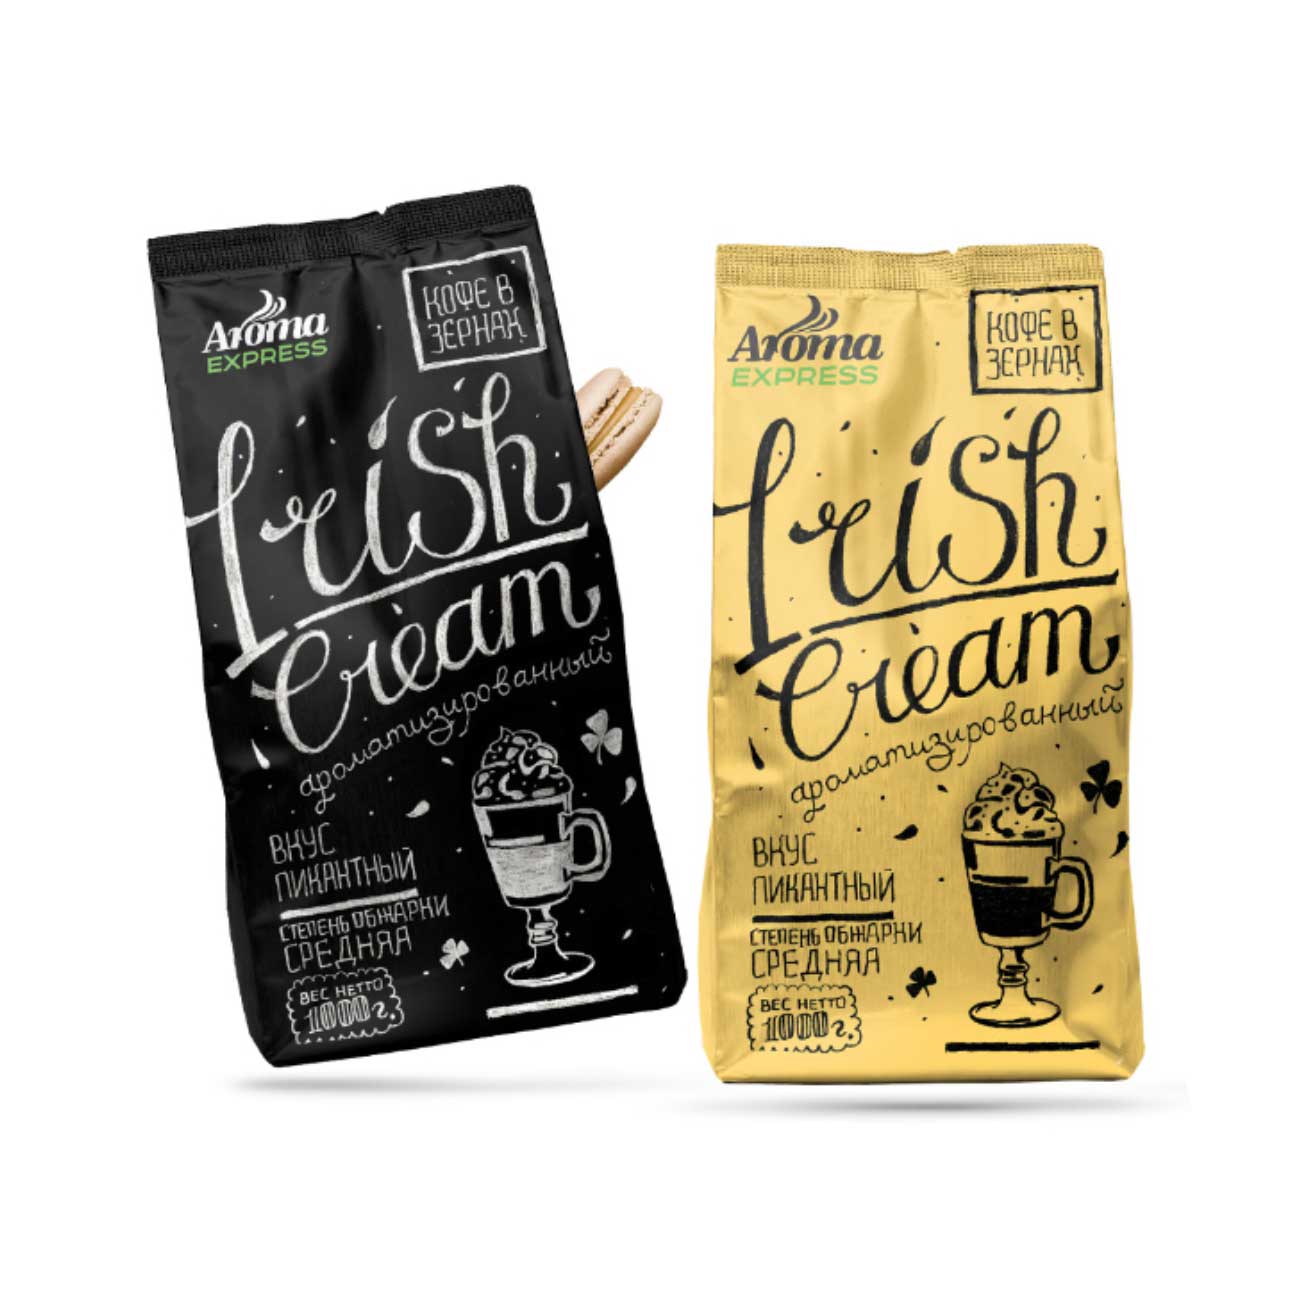 Aroma
EXPRESS
КОФЕ В
ЗЕРНАХ
Irish
Cream
ароматизированный
ВКУС
ПИКАНТНЫЙ
СТЕПЕНЬ ОБЖАРКИ
СРЕДНЯЯ
ВЕС НЕТТО
1000 г.
Aroma
EXPRESS
КОФЕ В
ЗЕРНАХ
Irish
Cream
ароматизированный
ВКУС
ПИКАНТНЫЙ
СТЕПЕНЬ ОБЖАРКИ
СРЕДНЯЯ
ВЕС НЕТТО
1000 г.